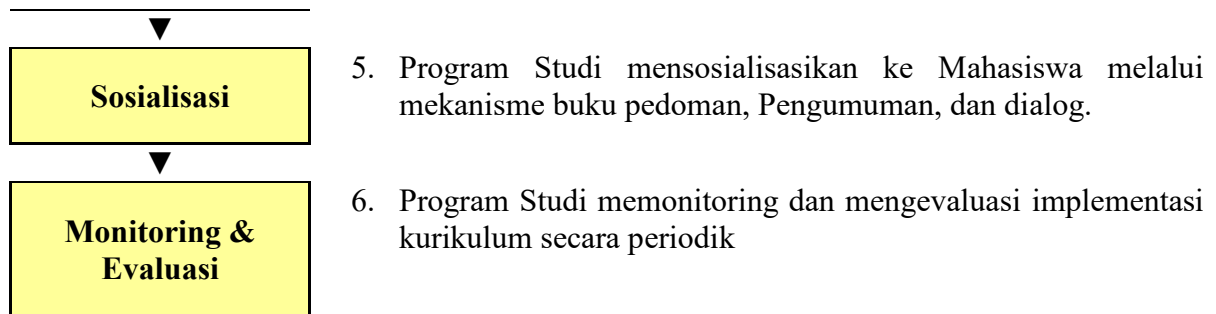 Sosialisasi
5. Program Studi mensosialisasikan ke Mahasiswa melalui
mekanisme buku pedoman, Pengumuman, dan dialog.
Monitoring &
Evaluasi
6. Program Studi memonitoring dan mengevaluasi implementasi
kurikulum secara periodik